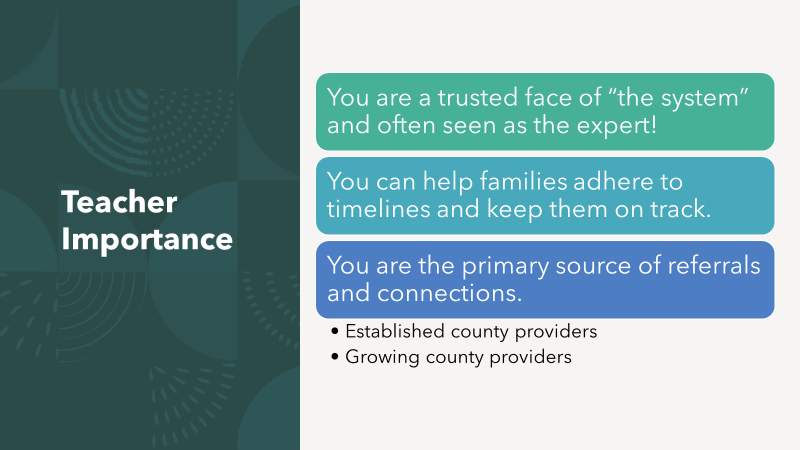 Teacher
Importance
You are a trusted face of “the system”
and often seen as the expert!
You can help families adhere to
timelines and keep them on track.
You are the primary source of referrals
and connections.
• Established county providers
• Growing county providers